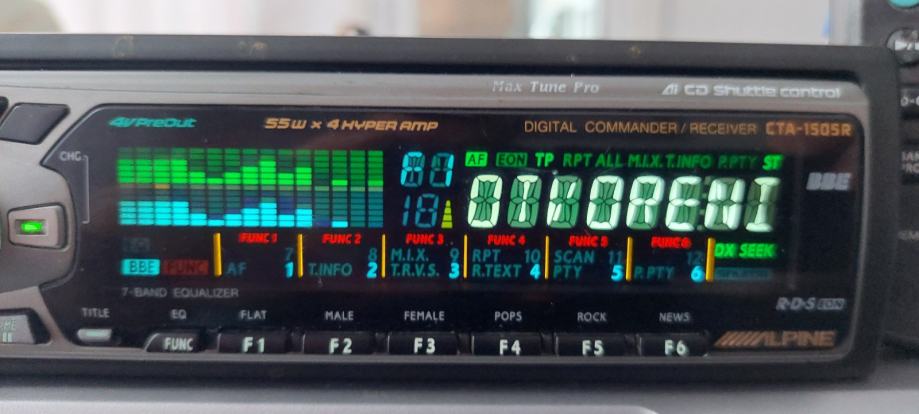 Max Tune Pro Ai CD Shuttle control
4V PreOut 55W x 4 HYPER AMP DIGITAL COMMANDER / RECEIVER CTA-1505R
CHG. AF EON TP RPT ALL M.I.X. T.INFO P.PTY ST
BBE
FUNC 1 FUNC 2 FUNC 3 FUNC 4 FUNC 5 FUNC 6 DX SEEK
EQ 7 8 M.I.X. 9 RPT 10 SCAN 11 12
BBE FUNC AF 1 T.INFO 2 T.R.V.S. 3 R.TEXT 4 PTY 5 P.PTY 6
7-BAND EQUALIZER R·D·S EON
TITLE EQ FLAT MALE FEMALE POPS ROCK NEWS
FUNC F1 F2 F3 F4 F5 F6 ALPINE